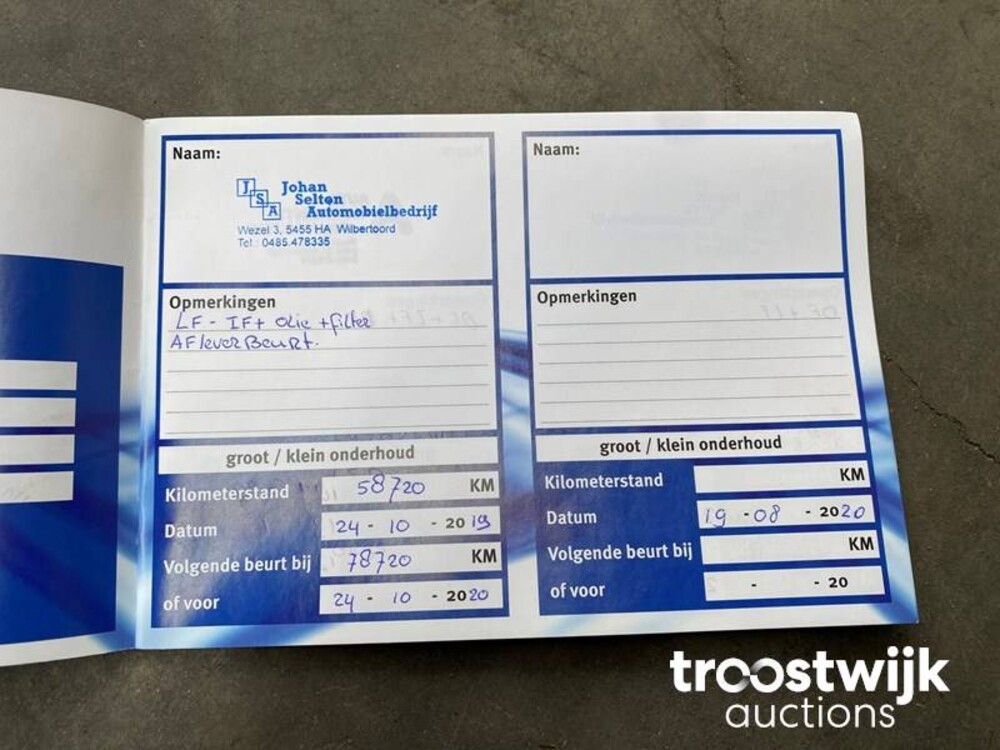 Naam:
J S A
Johan
Selton
Automobielbedrijf
Wezel 3, 5455 HA Wilbertoord
Tel.: 0485.478335
Opmerkingen
LF - IF + olie + filter
AFleverBeurt.
groot / klein onderhoud
Kilometerstand 58720 KM
Datum 24 - 10 - 2019
Volgende beurt bij 78720 KM
of voor 24 - 10 - 2020
Naam:
Opmerkingen
groot / klein onderhoud
Kilometerstand KM
Datum 19 - 08 - 2020
Volgende beurt bij KM
of voor - - 20
troostwijk
auctions